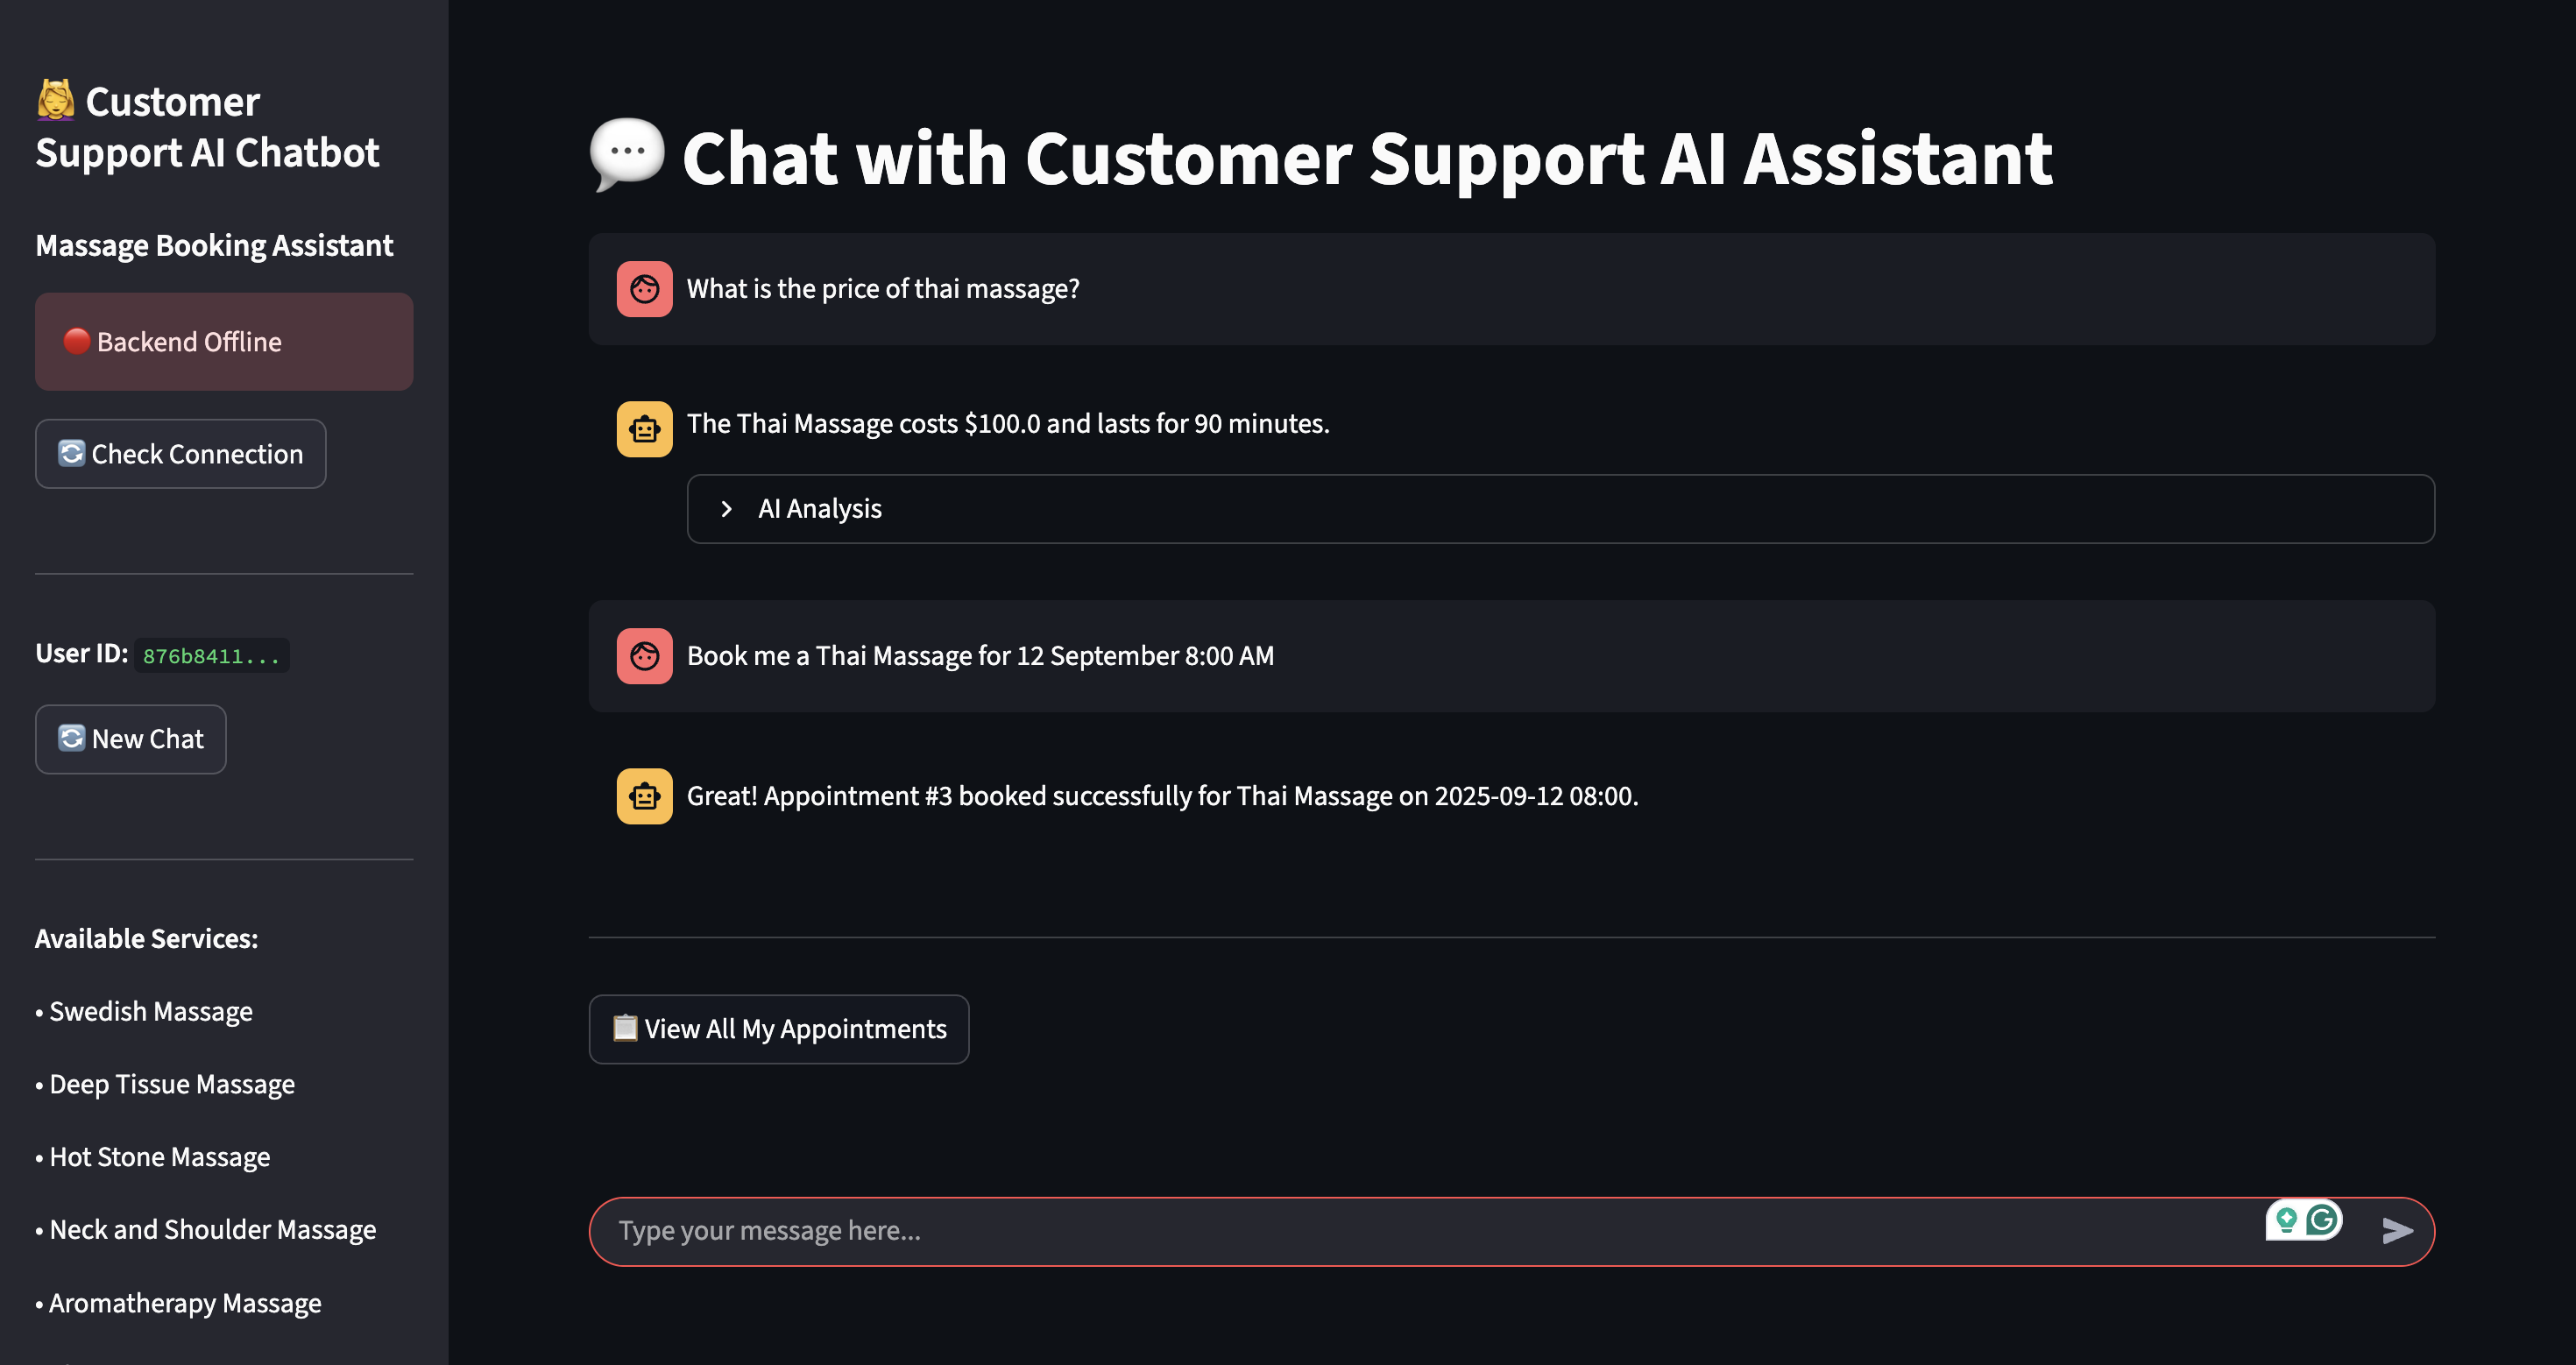 Customer
Support AI Chatbot
Massage Booking Assistant
Backend Offline
Check Connection
User ID: 876b8411...
New Chat
Available Services:
• Swedish Massage
• Deep Tissue Massage
• Hot Stone Massage
• Neck and Shoulder Massage
• Aromatherapy Massage
Chat with Customer Support AI Assistant
What is the price of thai massage?
The Thai Massage costs $100.0 and lasts for 90 minutes.
AI Analysis
Book me a Thai Massage for 12 September 8:00 AM
Great! Appointment #3 booked successfully for Thai Massage on 2025-09-12 08:00.
View All My Appointments
Type your message here...